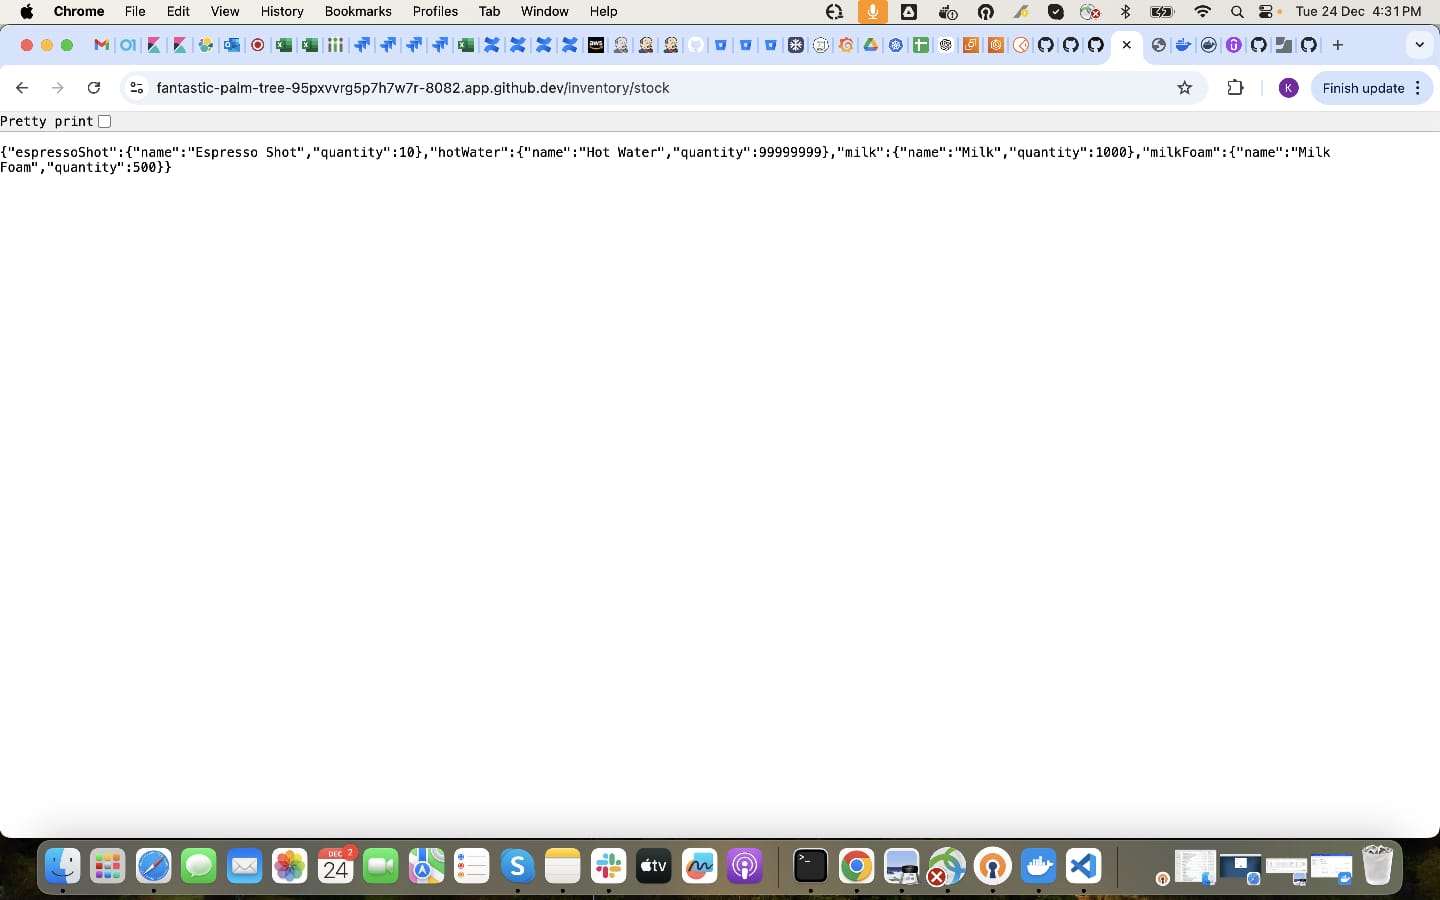 Chrome File Edit View History Bookmarks Profiles Tab Window Help Tue 24 Dec 4:31 PM
aws
fantastic-palm-tree-95pxvvrg5p7h7w7r-8082.app.github.dev/inventory/stock K Finish update
Pretty print
{"espressoShot":{"name":"Espresso Shot","quantity":10},"hotWater":{"name":"Hot Water","quantity":99999999},"milk":{"name":"Milk","quantity":1000},"milkFoam":{"name":"Milk
Foam","quantity":500}}
DEC 2
24
S
tv